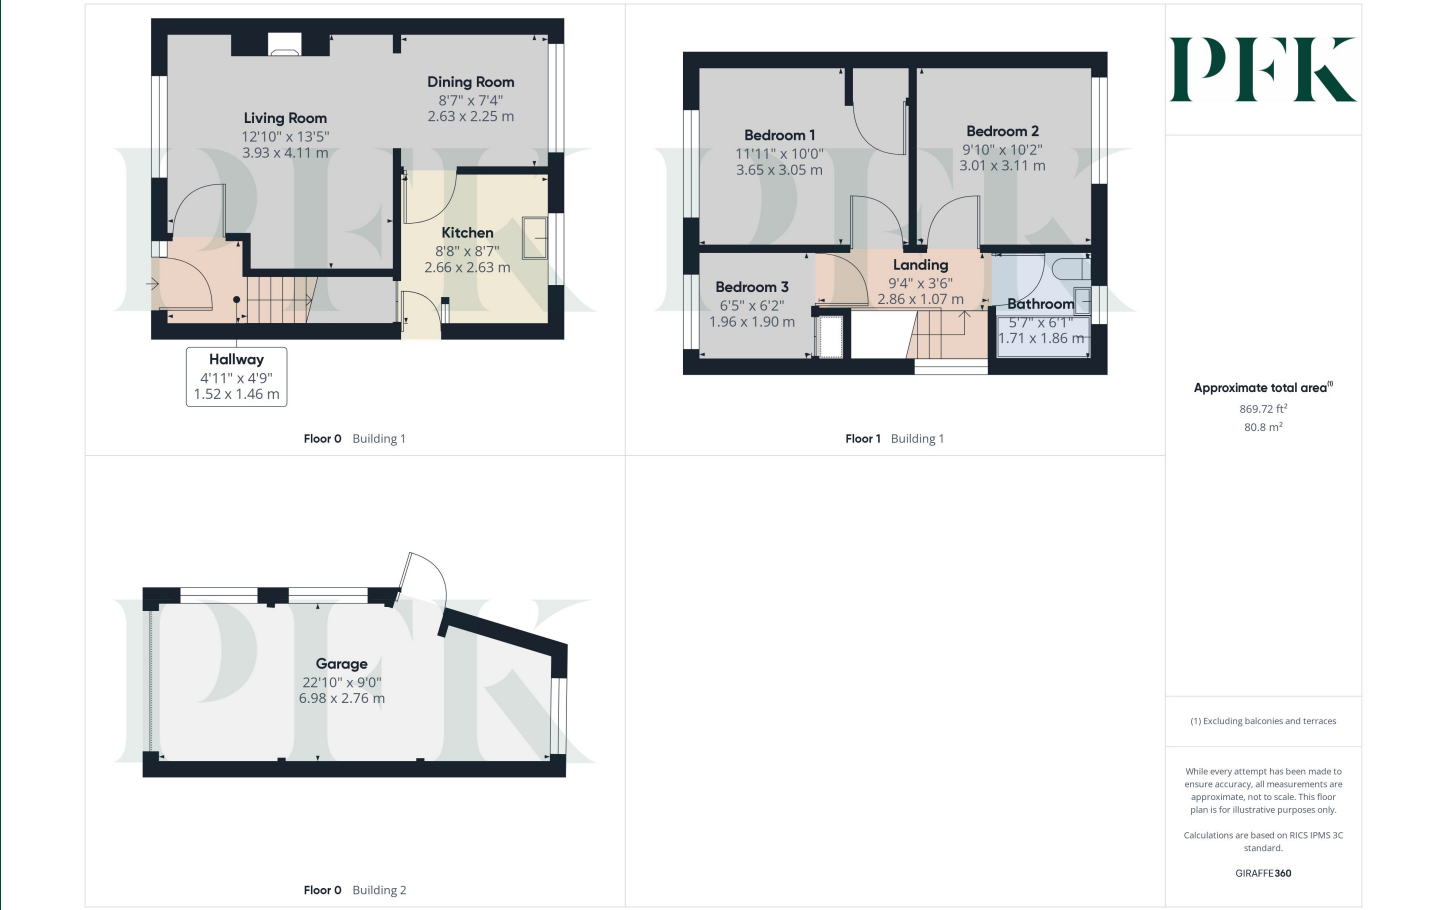 Living Room
12'10" x 13'5"
3.93 x 4.11 m
Dining Room
8'7" x 7'4"
2.63 x 2.25 m
Kitchen
8'8" x 8'7"
2.66 x 2.63 m
Hallway
4'11" x 4'9"
1.52 x 1.46 m
Floor 0 Building 1
Bedroom 1
11'11" x 10'0"
3.65 x 3.05 m
Bedroom 2
9'10" x 10'2"
3.01 x 3.11 m
Bedroom 3
6'5" x 6'2"
1.96 x 1.90 m
Landing
9'4" x 3'6"
2.86 x 1.07 m
Bathroom
5'7" x 6'1"
1.71 x 1.86 m
Floor 1 Building 1
Garage
22'10" x 9'0"
6.98 x 2.76 m
Floor 0 Building 2
PFK
PFK
PFK
PFK
Approximate total area(1)
869.72 ft²
80.8 m²
(1) Excluding balconies and terraces
While every attempt has been made to
ensure accuracy, all measurements are
approximate, not to scale. This floor
plan is for illustrative purposes only.
Calculations are based on RICS IPMS 3C
standard.
GIRAFFE360